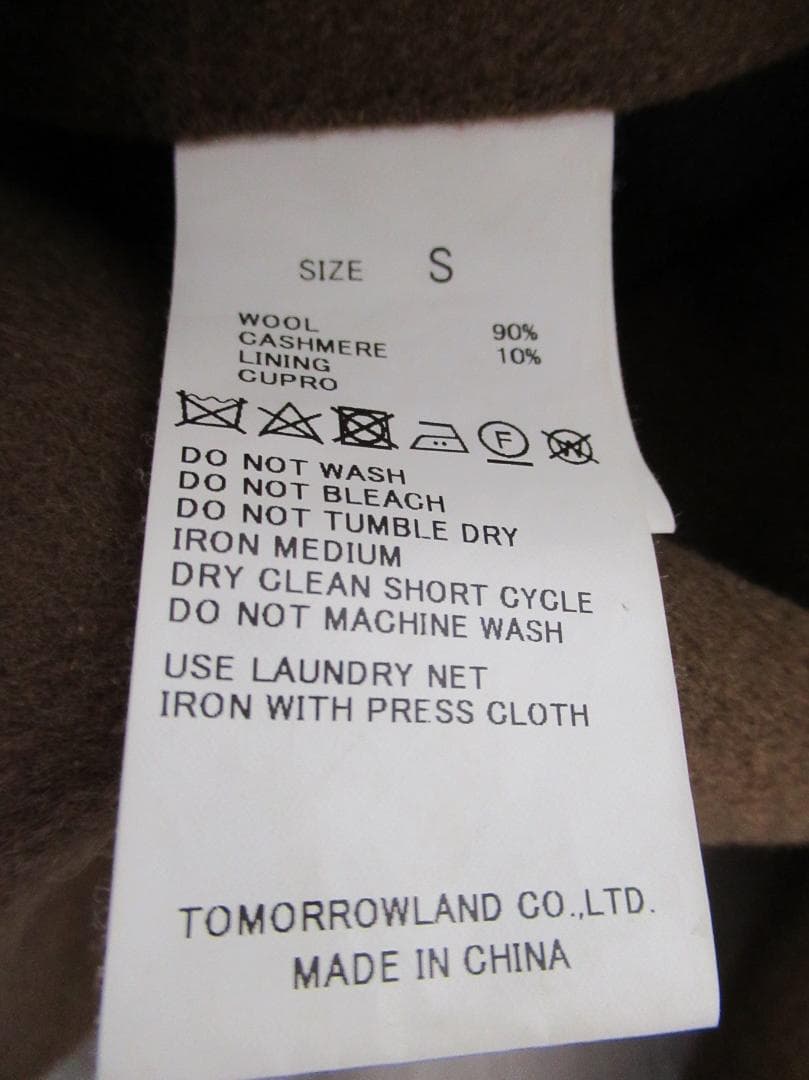 SIZE S
WOOL 90%
CASHMERE 10%
LINING
CUPRO
F
W
DO NOT WASH
DO NOT BLEACH
DO NOT TUMBLE DRY
IRON MEDIUM
DRY CLEAN SHORT CYCLE
DO NOT MACHINE WASH
USE LAUNDRY NET
IRON WITH PRESS CLOTH
TOMORROWLAND CO.,LTD.
MADE IN CHINA